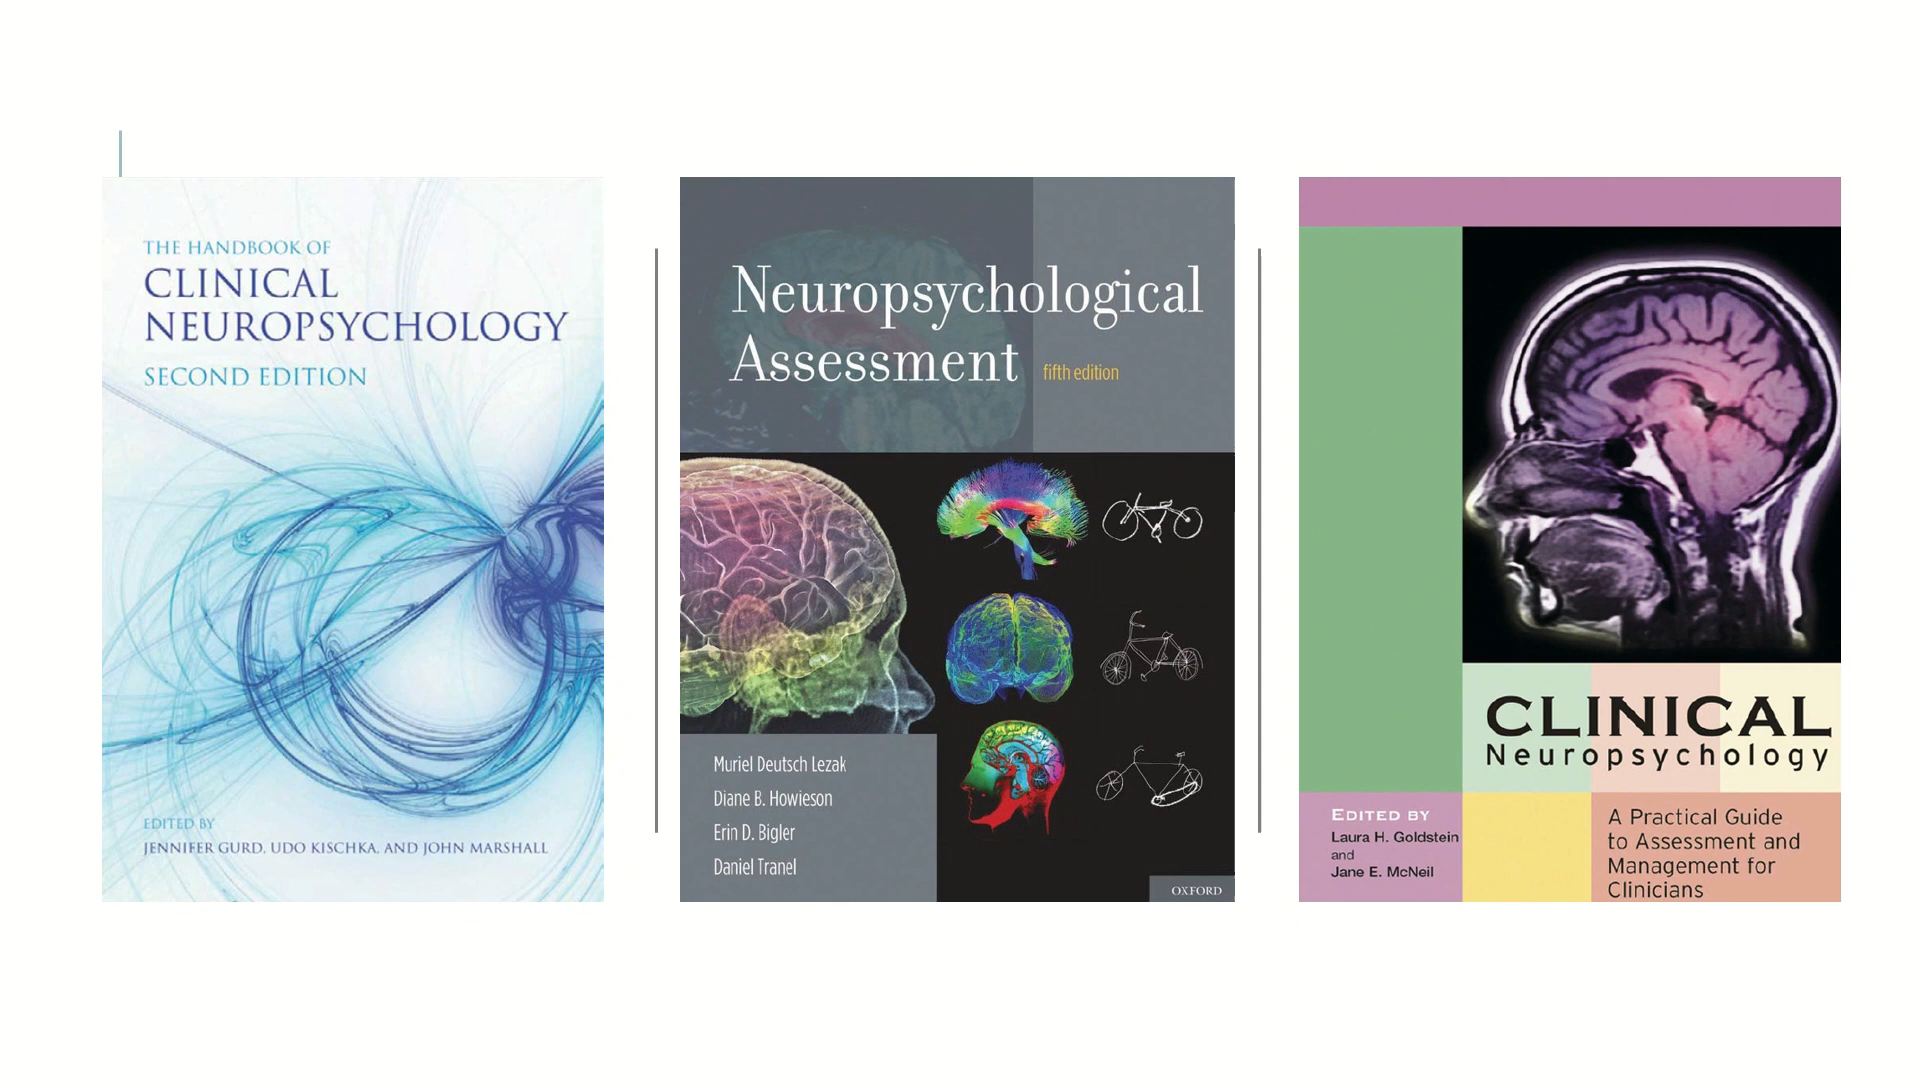 THE HANDBOOK OF
CLINICAL
NEUROPSYCHOLOGY
SECOND EDITION
EDITED BY
JENNIFER GURD, UDO KISCHKA, AND JOHN MARSHALL
Neuropsychological
Assessment fifth edition
Muriel Deutsch Lezak
Diane B. Howieson
Erin D. Bigler
Daniel Tranel
OXFORD
CLINICAL
Neuropsychology
EDITED BY
Laura H. Goldstein
and
Jane E. McNeil
A Practical Guide
to Assessment and
Management for
Clinicians